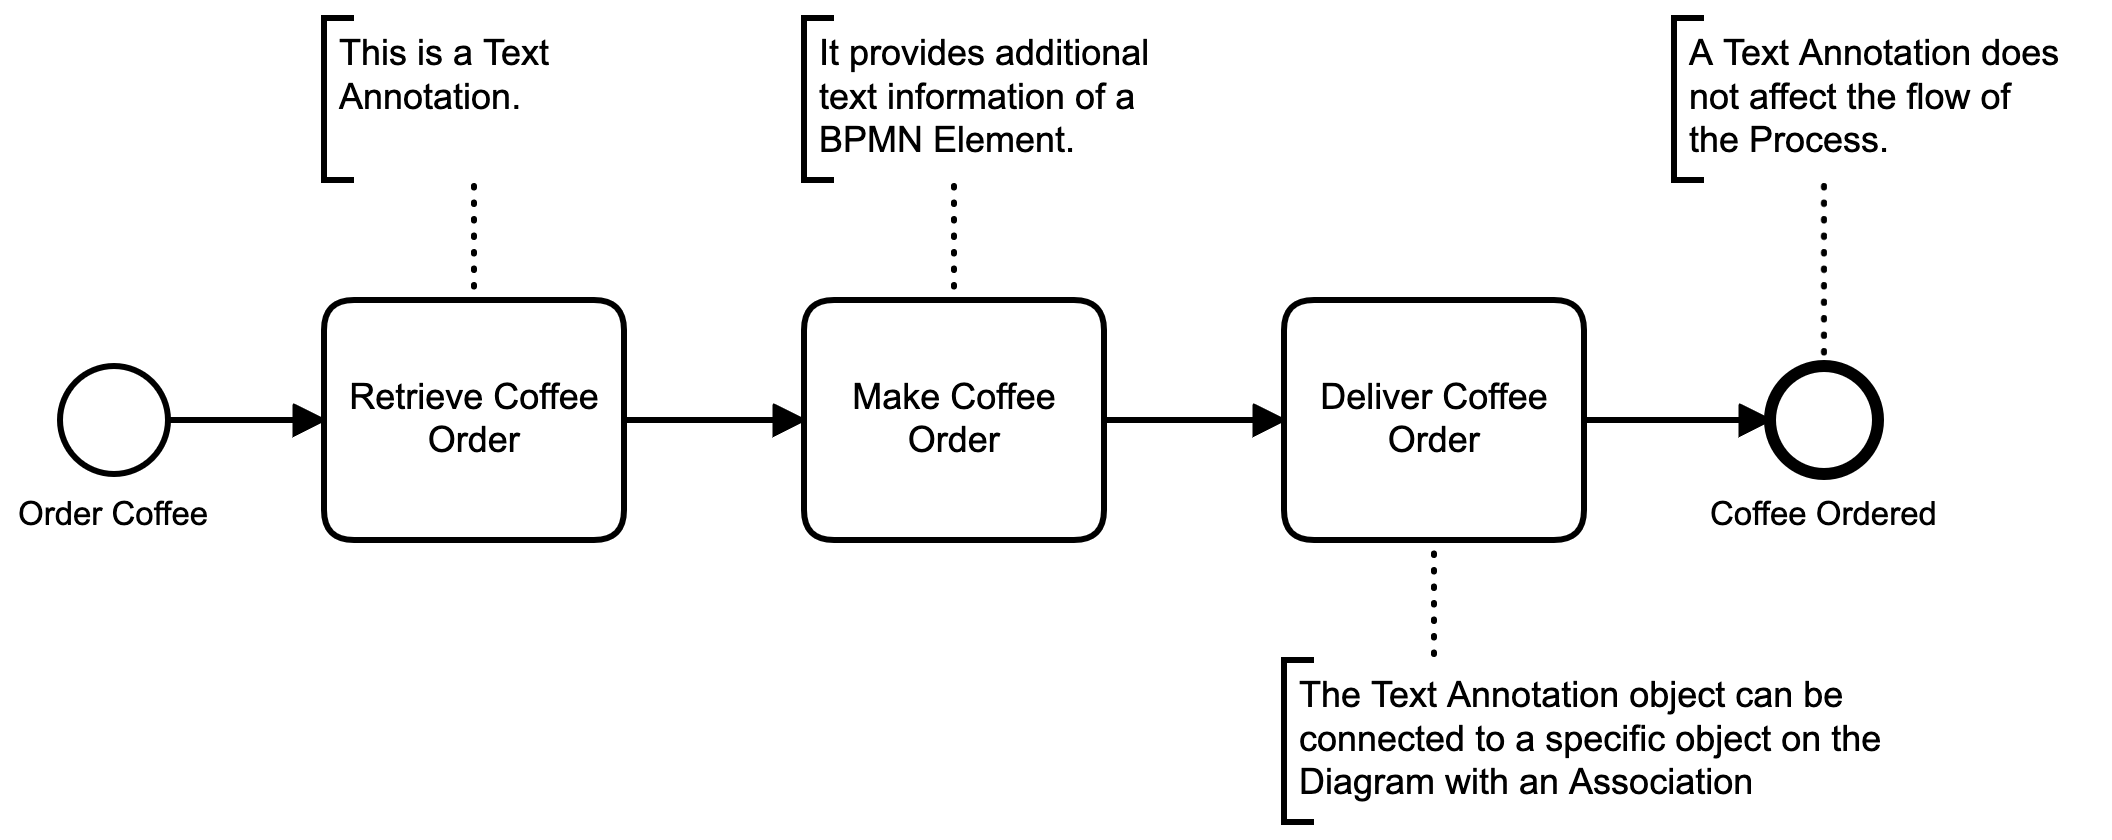 This is a Text
Annotation.
It provides additional
text information of a
BPMN Element.
A Text Annotation does
not affect the flow of
the Process.
Order Coffee
Retrieve Coffee
Order
Make Coffee
Order
Deliver Coffee
Order
Coffee Ordered
The Text Annotation object can be
connected to a specific object on the
Diagram with an Association